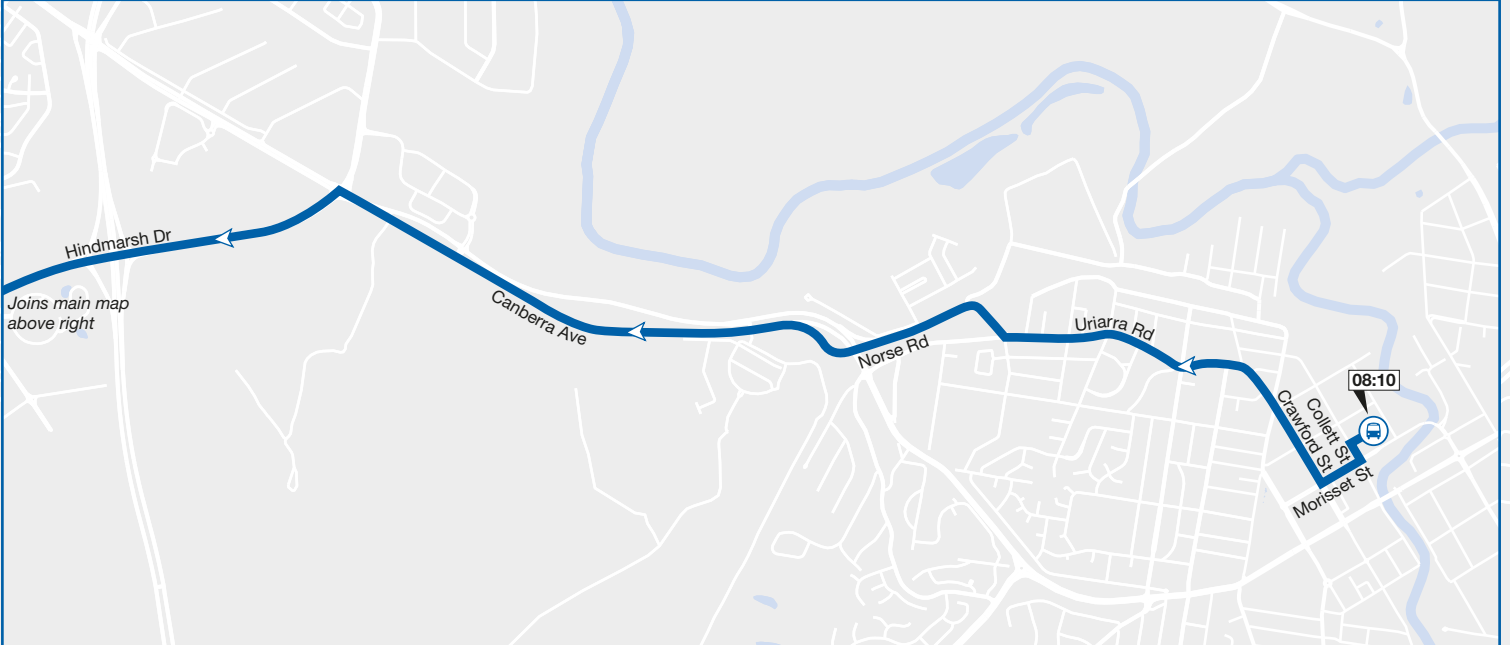 Hindmarsh Dr
Joins main map
above right
Canberra Ave
Norse Rd
Uriarra Rd
08:10
Collett St
Crawford St
Morisset St